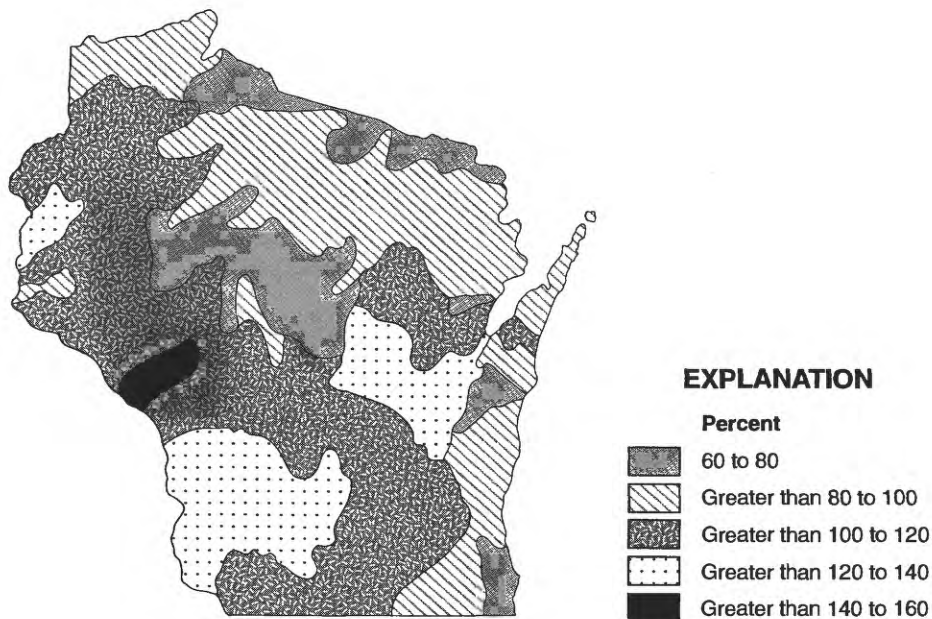 EXPLANATION
Percent
60 to 80
Greater than 80 to 100
Greater than 100 to 120
Greater than 120 to 140
Greater than 140 to 160